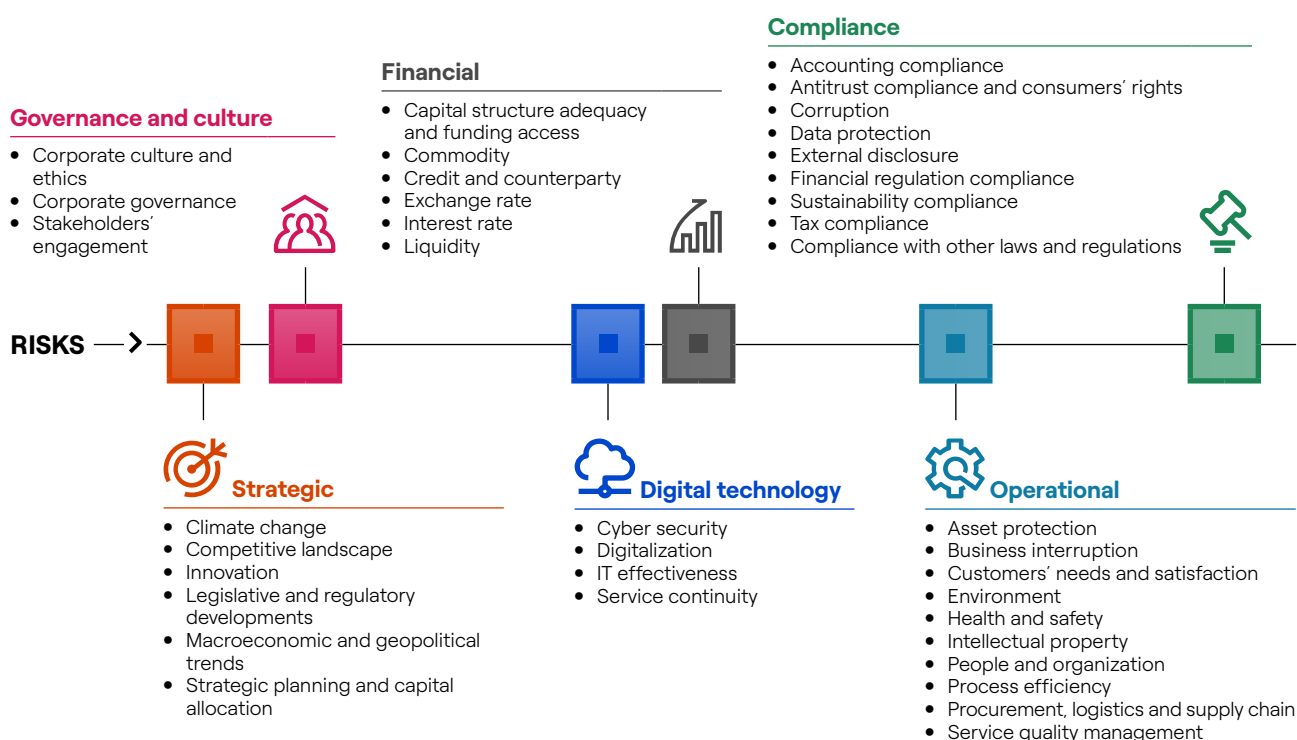 Compliance
• Accounting compliance
• Antitrust compliance and consumers’ rights
• Corruption
• Data protection
• External disclosure
• Financial regulation compliance
• Sustainability compliance
• Tax compliance
• Compliance with other laws and regulations
Financial
• Capital structure adequacy
and funding access
• Commodity
• Credit and counterparty
• Exchange rate
• Interest rate
• Liquidity
Governance and culture
• Corporate culture and
ethics
• Corporate governance
• Stakeholders’
engagement
RISKS
Strategic
• Climate change
• Competitive landscape
• Innovation
• Legislative and regulatory
developments
• Macroeconomic and geopolitical
trends
• Strategic planning and capital
allocation
Digital technology
• Cyber security
• Digitalization
• IT effectiveness
• Service continuity
Operational
• Asset protection
• Business interruption
• Customers’ needs and satisfaction
• Environment
• Health and safety
• Intellectual property
• People and organization
• Process efficiency
• Procurement, logistics and supply chain
• Service quality management